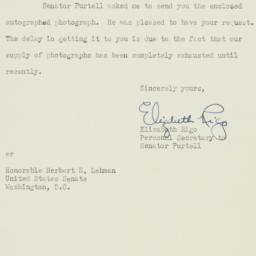 Senator Purtell asked me to send you the enclosed
autographed photograph. He was pleased to have your request.
The delay in getting it to you is due to the fact that our
supply of photographs has been completely exhausted until
recently.
Sincerely yours,
Elizabeth Rigo
Elizabeth Rigo
Personal Secretary to
Senator Purtell
er
Honorable Herbert H. Lehman
United States Senate
Washington, D.C.